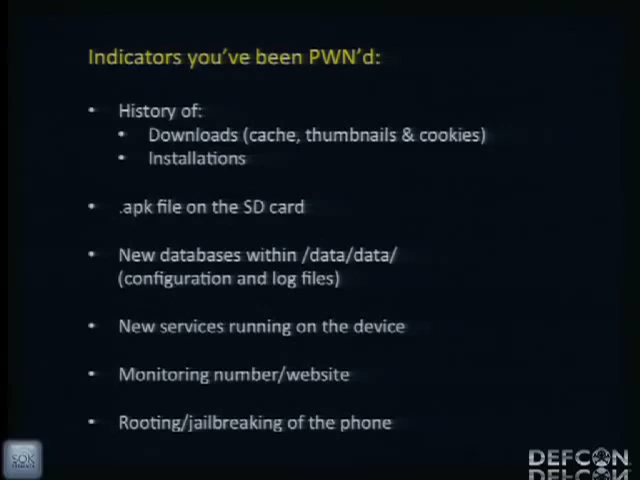 Indicators you've been PWN'd:
• History of:
• Downloads (cache, thumbnails & cookies)
• Installations
• .apk file on the SD card
• New databases within /data/data/
(configuration and log files)
• New services running on the device
• Monitoring number/website
• Rooting/jailbreaking of the phone
SOK
DEFCON